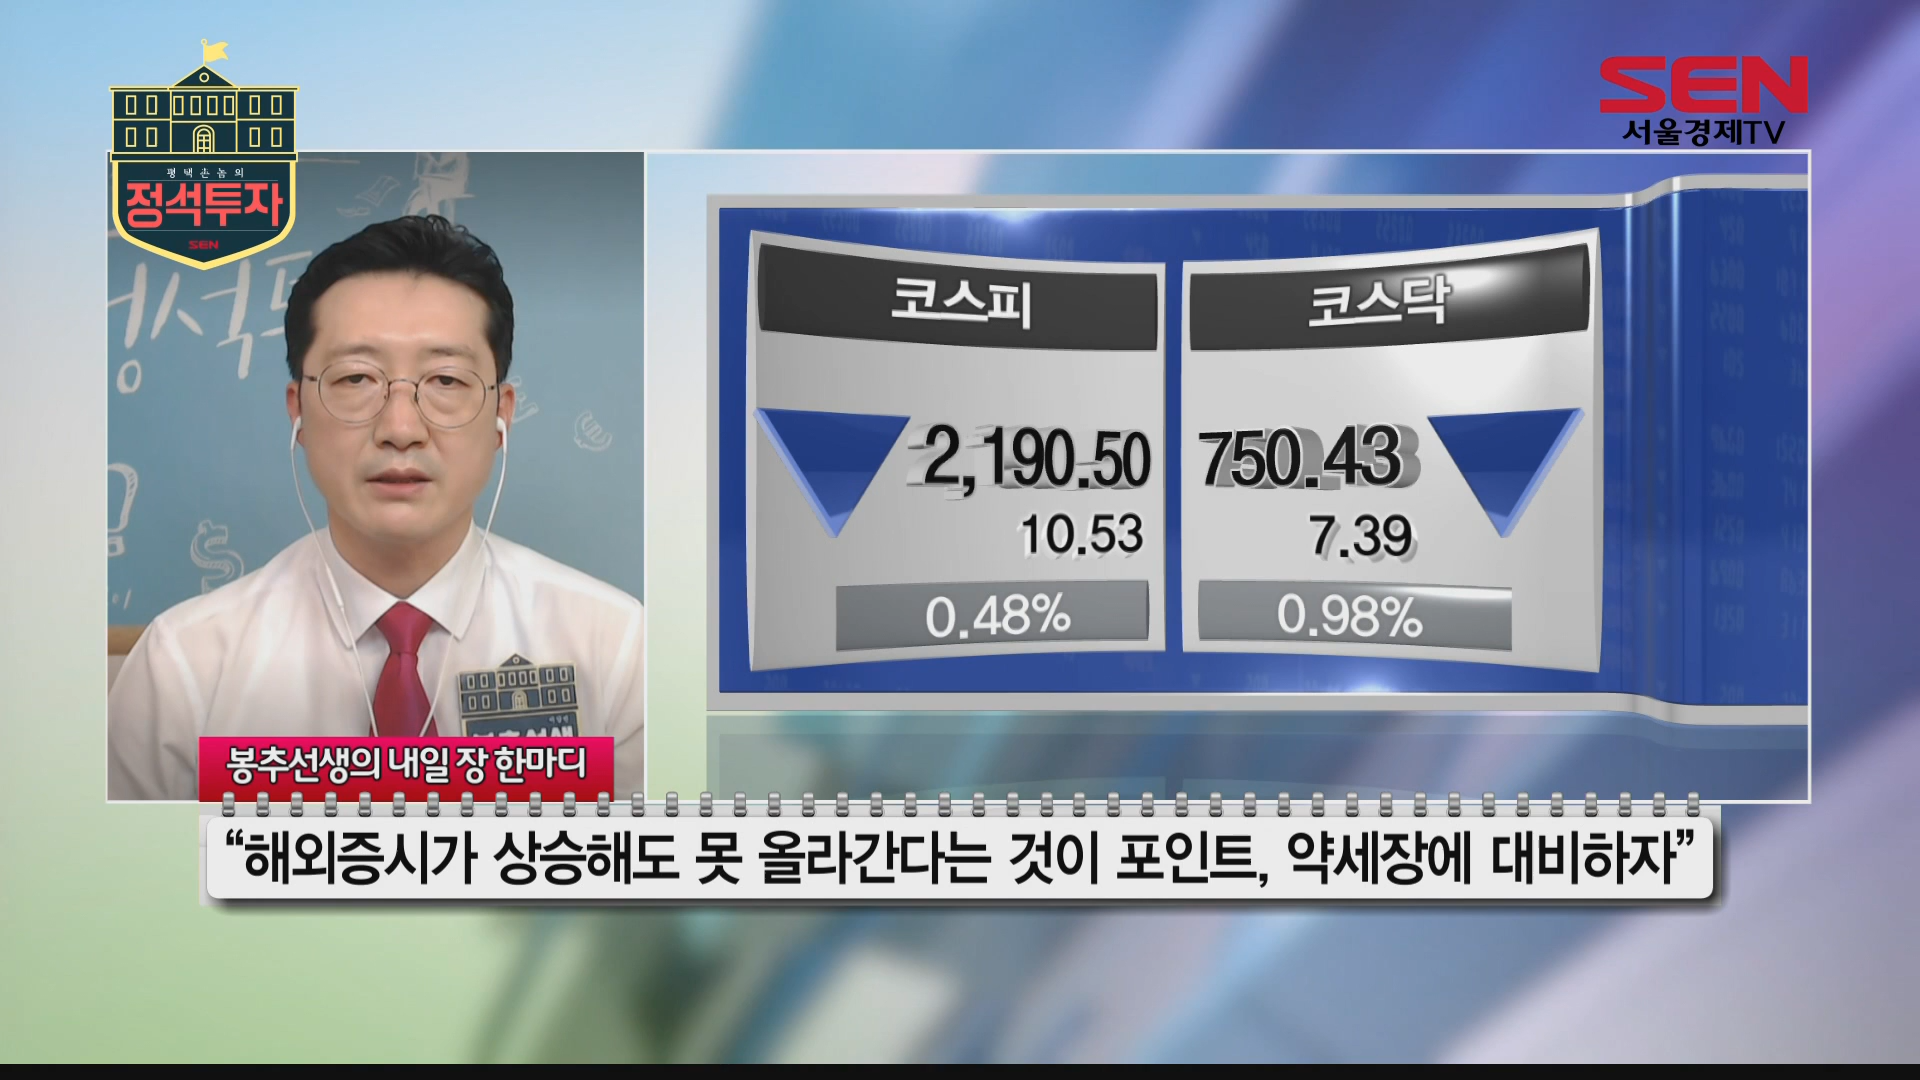 SEN
서울경제TV
평택촌놈의
정석투자
SEN
코스피
2,190.50
10.53
0.48%
코스닥
750.43
7.39
0.98%
봉추선생의 내일 장 한마디
“해외증시가 상승해도 못 올라간다는 것이 포인트, 약세장에 대비하자”